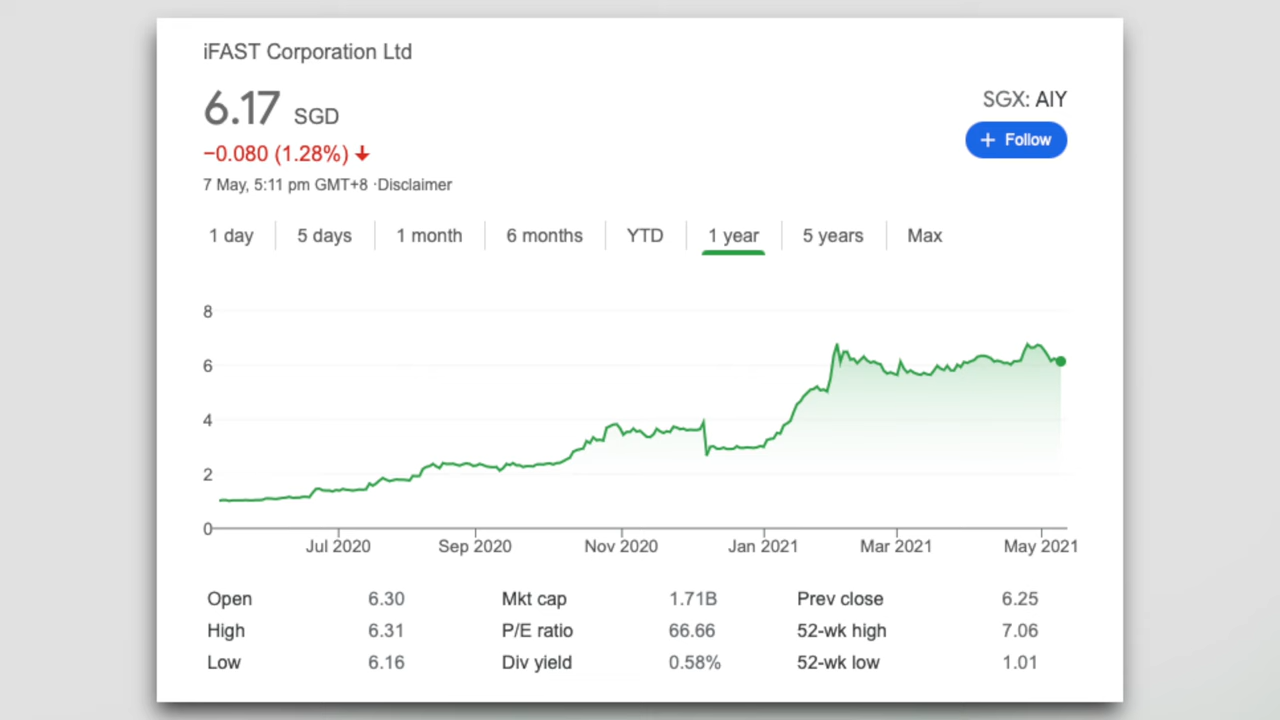 iFAST Corporation Ltd
6.17 SGD
SGX: AIY
−0.080 (1.28%) ↓
+ Follow
7 May, 5:11 pm GMT+8 ·Disclaimer
1 day 5 days 1 month 6 months YTD 1 year 5 years Max
8
6
4
2
0
Jul 2020 Sep 2020 Nov 2020 Jan 2021 Mar 2021 May 2021
Open 6.30 Mkt cap 1.71B Prev close 6.25
High 6.31 P/E ratio 66.66 52-wk high 7.06
Low 6.16 Div yield 0.58% 52-wk low 1.01